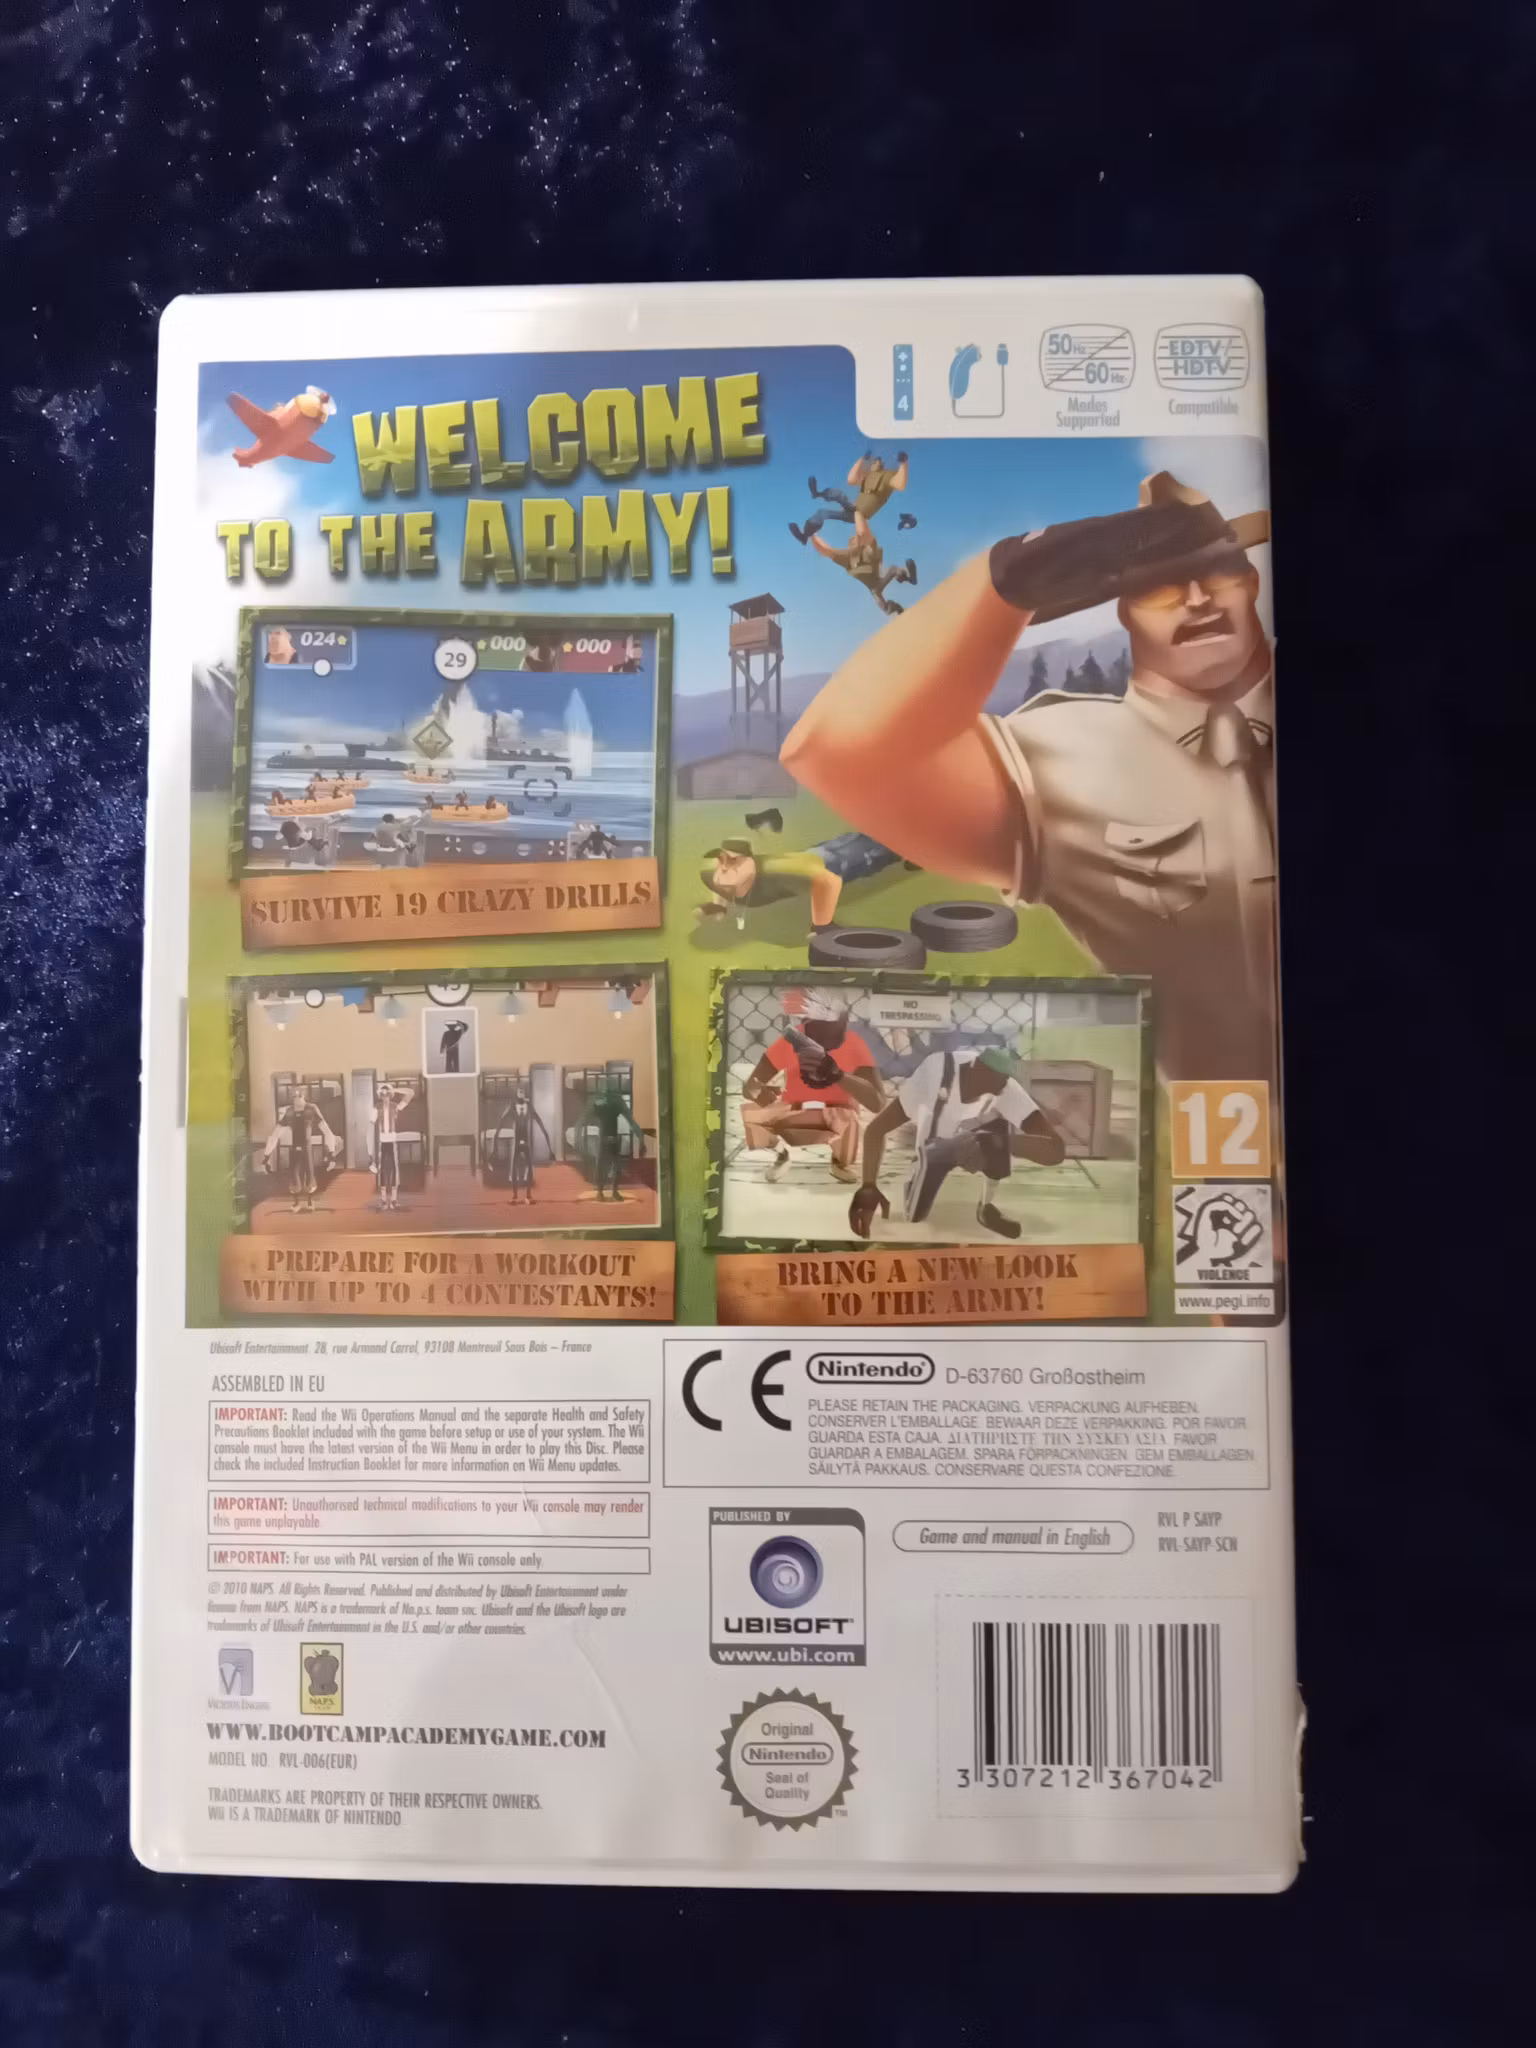 50Hz
60Hz
Modes
Supported
EDTV/
HDTV
Compatible
4
WELCOME
TO THE ARMY!
024
29
000
000
SURVIVE 19 CRAZY DRILLS
45
PREPARE FOR A WORKOUT
WITH UP TO 4 CONTESTANTS!
NO
TRESPASSING
BRING A NEW LOOK
TO THE ARMY!
12
VIOLENCE
www.pegi.info
Ubisoft Entertainment. 28, rue Armand Carrel, 93108 Montreuil Sous Bois – France
ASSEMBLED IN EU
IMPORTANT: Read the Wii Operations Manual and the separate Health and Safety
Precautions Booklet included with the game before setup or use of your system. The Wii
console must have the latest version of the Wii Menu in order to play this Disc. Please
check the included Instruction Booklet for more information on Wii Menu updates.
IMPORTANT: Unauthorised technical modifications to your Wii console may render
this game unplayable.
IMPORTANT: For use with PAL version of the Wii console only.
© 2010 NAPS. All Rights Reserved. Published and distributed by Ubisoft Entertainment under
license from NAPS. NAPS is a trademark of Na.p.s. team snc. Ubisoft and the Ubisoft logo are
trademarks of Ubisoft Entertainment in the U.S. and/or other countries.
VICIOUS ENGINE
N.A.P.S.
TEAM
WWW.BOOTCAMPACADEMYGAME.COM
MODEL NO. RVL-006(EUR)
TRADEMARKS ARE PROPERTY OF THEIR RESPECTIVE OWNERS.
Wii IS A TRADEMARK OF NINTENDO
CE
Nintendo® D-63760 Großostheim
PLEASE RETAIN THE PACKAGING. VERPACKUNG AUFHEBEN.
CONSERVER L'EMBALLAGE. BEWAAR DEZE VERPAKKING. POR FAVOR
GUARDA ESTA CAJA. ΔΙΑΤΗΡΗΣΤΕ ΤΗΝ ΣΥΣΚΕΥΑΣΙΑ. FAVOR
GUARDAR A EMBALAGEM. SPARA FÖRPACKNINGEN. GEM EMBALLAGEN.
SÄILYTÄ PAKKAUS. CONSERVARE QUESTA CONFEZIONE.
PUBLISHED BY
UBISOFT
www.ubi.com
Game and manual in English
RVL P SAYP
RVL-SAYP-SCN
Original
Nintendo
Seal of
Quality
TM
3 307212 367042